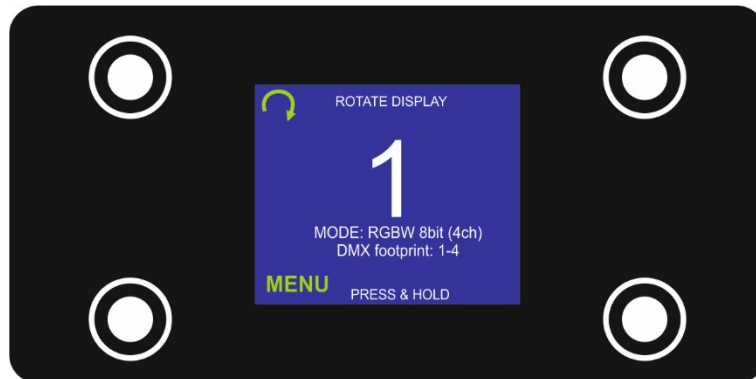 ROTATE DISPLAY
1
MODE: RGBW 8bit (4ch)
DMX footprint: 1-4
MENU
PRESS & HOLD